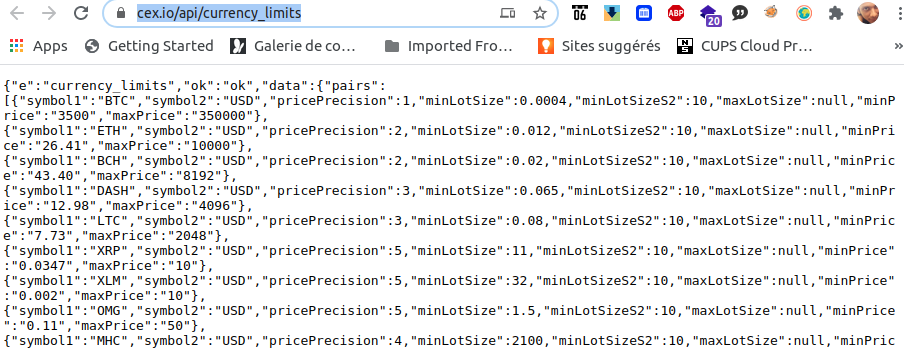 cex.io/api/currency_limits
06
ABP
20
Apps Getting Started Galerie de co... Imported Fro... Sites suggérés NS CUPS Cloud Pr... »
{"e":"currency_limits","ok":"ok","data":{"pairs":
[{"symbol1":"BTC","symbol2":"USD","pricePrecision":1,"minLotSize":0.0004,"minLotSizeS2":10,"maxLotSize":null,"minP
rice":"3500","maxPrice":"350000"},
{"symbol1":"ETH","symbol2":"USD","pricePrecision":2,"minLotSize":0.012,"minLotSizeS2":10,"maxLotSize":null,"minPri
ce":"26.41","maxPrice":"10000"},
{"symbol1":"BCH","symbol2":"USD","pricePrecision":2,"minLotSize":0.02,"minLotSizeS2":10,"maxLotSize":null,"minPric
e":"43.40","maxPrice":"8192"},
{"symbol1":"DASH","symbol2":"USD","pricePrecision":3,"minLotSize":0.065,"minLotSizeS2":10,"maxLotSize":null,"minPr
ice":"12.98","maxPrice":"4096"},
{"symbol1":"LTC","symbol2":"USD","pricePrecision":3,"minLotSize":0.08,"minLotSizeS2":10,"maxLotSize":null,"minPric
e":"7.73","maxPrice":"2048"},
{"symbol1":"XRP","symbol2":"USD","pricePrecision":5,"minLotSize":11,"minLotSizeS2":10,"maxLotSize":null,"minPrice"
:"0.0347","maxPrice":"10"},
{"symbol1":"XLM","symbol2":"USD","pricePrecision":5,"minLotSize":32,"minLotSizeS2":10,"maxLotSize":null,"minPrice"
:"0.002","maxPrice":"10"},
{"symbol1":"OMG","symbol2":"USD","pricePrecision":5,"minLotSize":1.5,"minLotSizeS2":10,"maxLotSize":null,"minPrice
":"0.11","maxPrice":"50"},
{"symbol1":"MHC","symbol2":"USD","pricePrecision":4,"minLotSize":2100,"minLotSizeS2":10,"maxLotSize":null,"minPric